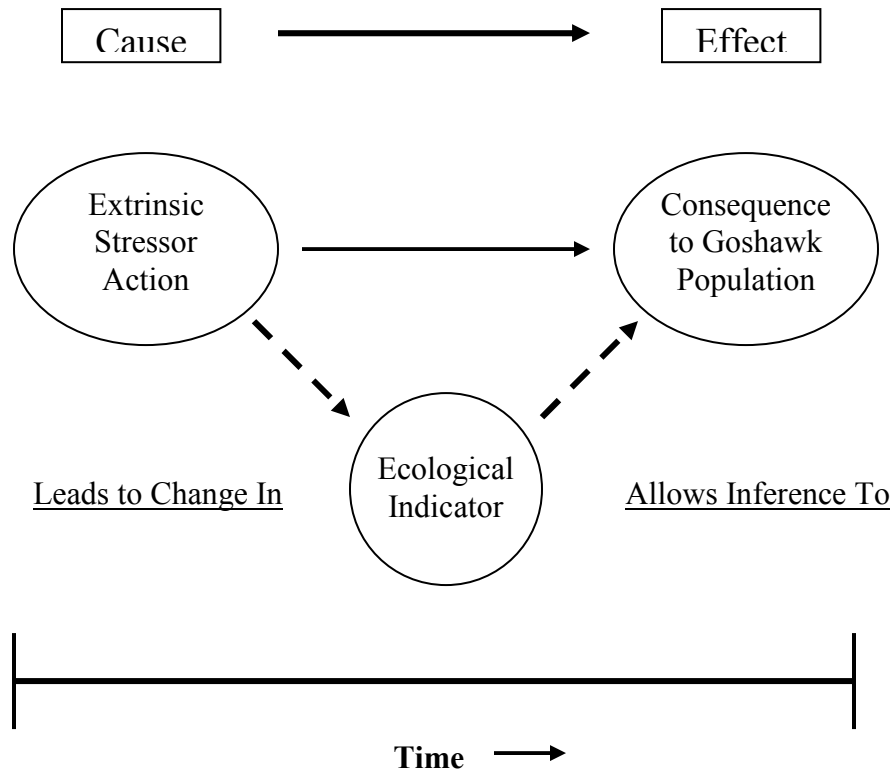 Cause
Effect
Extrinsic
Stressor
Action
Consequence
to Goshawk
Population
Ecological
Indicator
Leads to Change In
Allows Inference To
Time